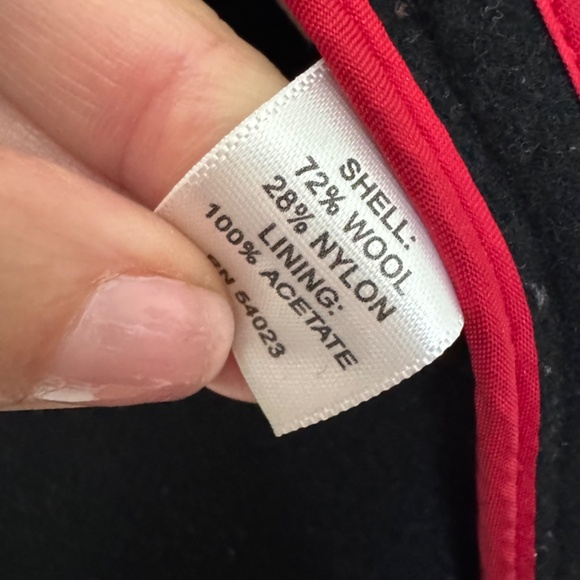 SHELL:
72% WOOL
28% NYLON
LINING:
100% ACETATE
54023